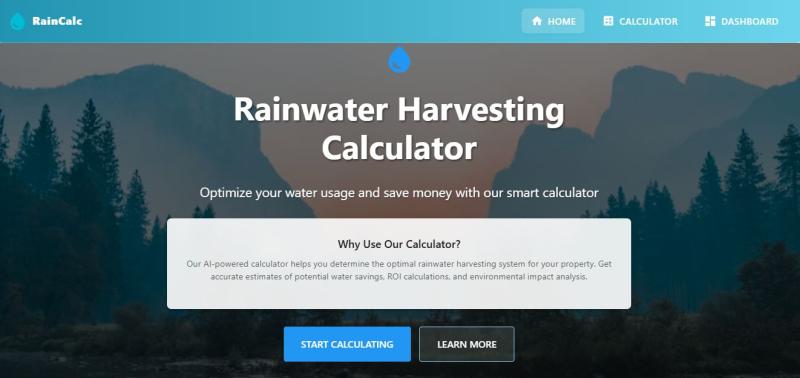 RainCalc
HOME
CALCULATOR
DASHBOARD
Rainwater Harvesting
Calculator
Optimize your water usage and save money with our smart calculator
Why Use Our Calculator?
Our AI-powered calculator helps you determine the optimal rainwater harvesting system for your property. Get
accurate estimates of potential water savings, ROI calculations, and environmental impact analysis.
START CALCULATING
LEARN MORE